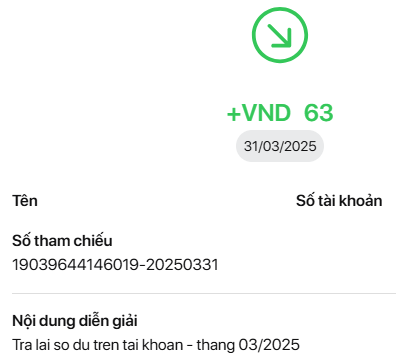 +VND 63
31/03/2025
Tên Số tài khoản
Số tham chiếu
19039644146019-20250331
Nội dung diễn giải
Tra lai so du tren tai khoan - thang 03/2025